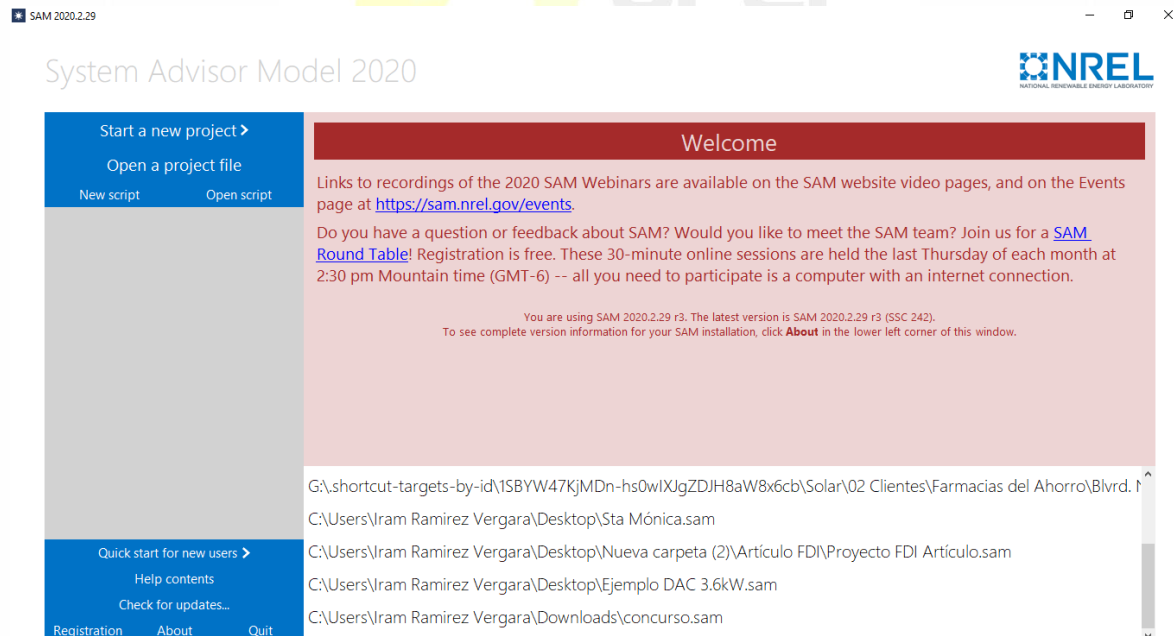 SAM 2020.2.29
System Advisor Model 2020
NREL
NATIONAL RENEWABLE ENERGY LABORATORY
Start a new project
Open a project file
New script Open script
Welcome
Links to recordings of the 2020 SAM Webinars are available on the SAM website video pages, and on the Events
page at https://sam.nrel.gov/events.
Do you have a question or feedback about SAM? Would you like to meet the SAM team? Join us for a SAM
Round Table! Registration is free. These 30-minute online sessions are held the last Thursday of each month at
2:30 pm Mountain time (GMT-6) -- all you need to participate is a computer with an internet connection.
You are using SAM 2020.2.29 r3. The latest version is SAM 2020.2.29 r3 (SSC 242).
To see complete version information for your SAM installation, click About in the lower left corner of this window.
G:\.shortcut-targets-by-id\1SBYW47KjMDn-hs0wIXJgZDJH8aW8x6cb\Solar\02 Clientes\Farmacias del Ahorro\Blvrd.
C:\Users\Iram Ramirez Vergara\Desktop\Sta Mónica.sam
C:\Users\Iram Ramirez Vergara\Desktop\Nueva carpeta (2)\Artículo FDI\Proyecto FDI Artículo.sam
C:\Users\Iram Ramirez Vergara\Desktop\Ejemplo DAC 3.6kW.sam
C:\Users\Iram Ramirez Vergara\Downloads\concurso.sam
Quick start for new users
Help contents
Check for updates...
Registration About Quit